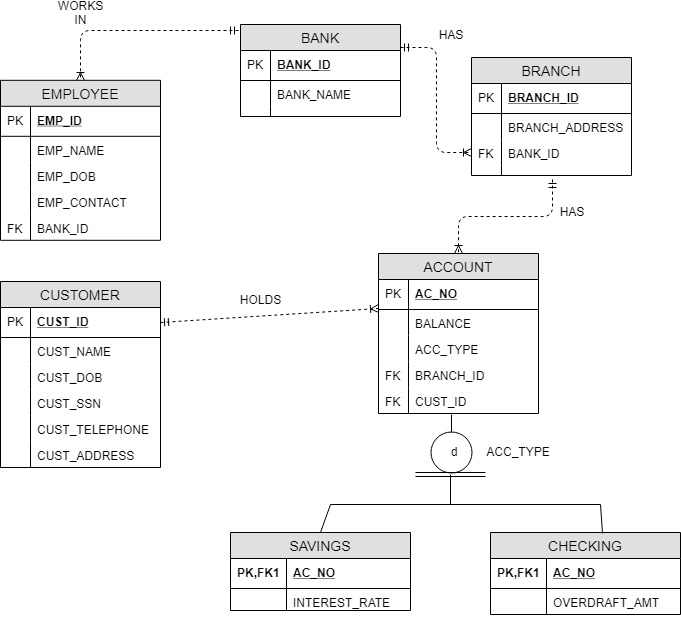 WORKS
IN
BANK
PK BANK_ID
BANK_NAME
HAS
BRANCH
PK BRANCH_ID
BRANCH_ADDRESS
FK BANK_ID
EMPLOYEE
PK EMP_ID
EMP_NAME
EMP_DOB
EMP_CONTACT
FK BANK_ID
HAS
ACCOUNT
PK AC_NO
BALANCE
ACC_TYPE
FK BRANCH_ID
FK CUST_ID
HOLDS
CUSTOMER
PK CUST_ID
CUST_NAME
CUST_DOB
CUST_SSN
CUST_TELEPHONE
CUST_ADDRESS
d
ACC_TYPE
SAVINGS
PK,FK1 AC_NO
INTEREST_RATE
CHECKING
PK,FK1 AC_NO
OVERDRAFT_AMT